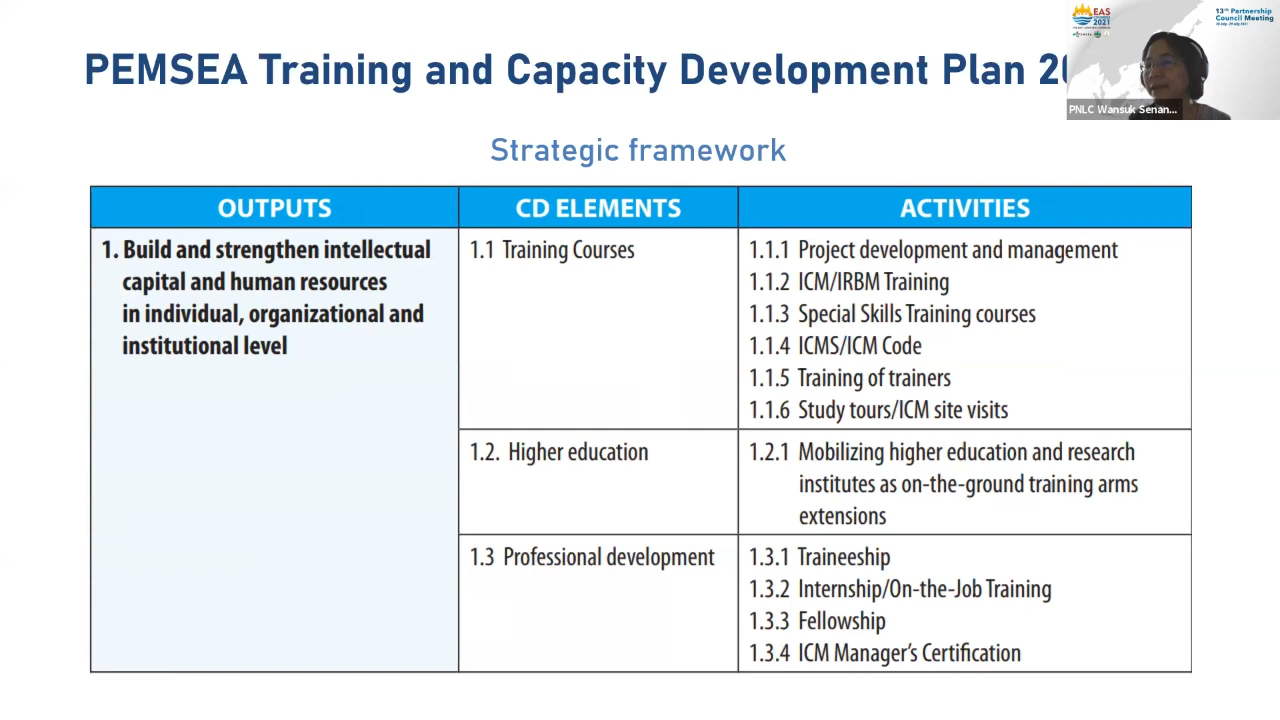 PEMSEA Training and Capacity Development Plan
EAS
CONGRESS
2021
13th Partnership
Council Meeting
PNLC Wansuk Senan...
Strategic framework
OUTPUTS
CD ELEMENTS
ACTIVITIES
1. Build and strengthen intellectual
capital and human resources
in individual, organizational and
institutional level
1.1 Training Courses
1.1.1 Project development and management
1.1.2 ICM/IRBM Training
1.1.3 Special Skills Training courses
1.1.4 ICMS/ICM Code
1.1.5 Training of trainers
1.1.6 Study tours/ICM site visits
1.2. Higher education
1.2.1 Mobilizing higher education and research
institutes as on-the-ground training arms
extensions
1.3 Professional development
1.3.1 Traineeship
1.3.2 Internship/On-the-Job Training
1.3.3 Fellowship
1.3.4 ICM Manager's Certification